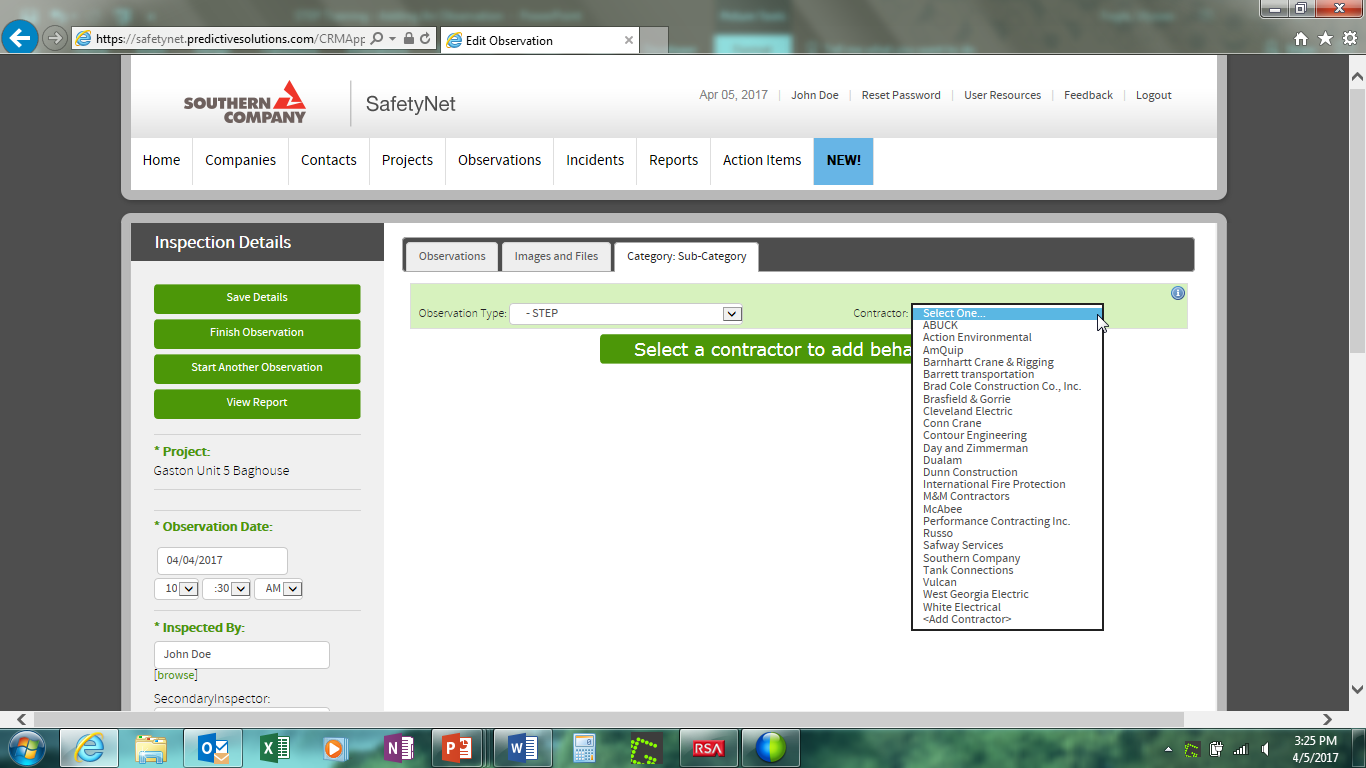 https://safetynet.predictivesolutions.com/CRMApp
Edit Observation
SOUTHERN COMPANY
SafetyNet
Apr 05, 2017 John Doe Reset Password User Resources Feedback Logout
Home Companies Contacts Projects Observations Incidents Reports Action Items NEW!
Inspection Details
Save Details
Finish Observation
Start Another Observation
View Report
* Project:
Gaston Unit 5 Baghouse
* Observation Date:
04/04/2017
10 :30 AM
* Inspected By:
John Doe
[browse]
SecondaryInspector:
Observations Images and Files Category: Sub-Category
Observation Type: - STEP Contractor: Select One...
Select a contractor to add beha
ABUCK
Action Environmental
AmQuip
Barnhartt Crane & Rigging
Barrett transportation
Brad Cole Construction Co., Inc.
Brasfield & Gorrie
Cleveland Electric
Conn Crane
Contour Engineering
Day and Zimmerman
Dualam
Dunn Construction
International Fire Protection
M&M Contractors
McAbee
Performance Contracting Inc.
Russo
Safway Services
Southern Company
Tank Connections
Vulcan
West Georgia Electric
White Electrical
<Add Contractor>
RSA
3:25 PM
4/5/2017